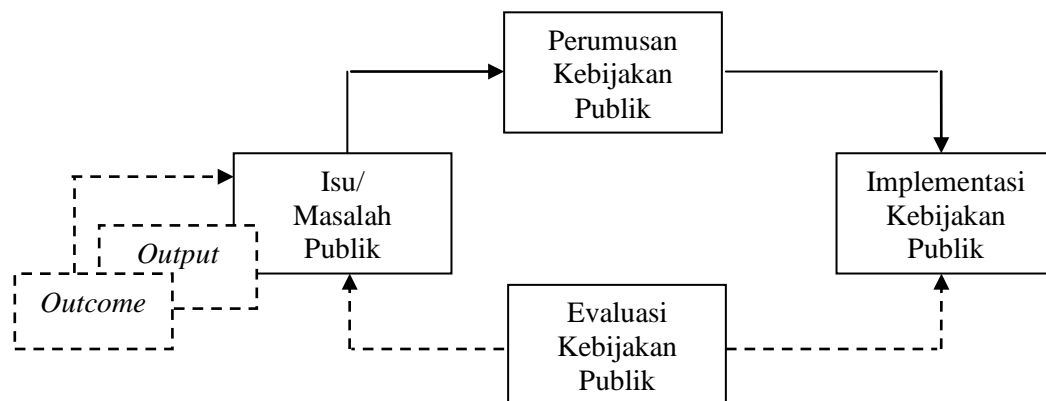 Perumusan
Kebijakan
Publik
Isu/
Masalah
Publik
Implementasi
Kebijakan
Publik
Output
Outcome
Evaluasi
Kebijakan
Publik